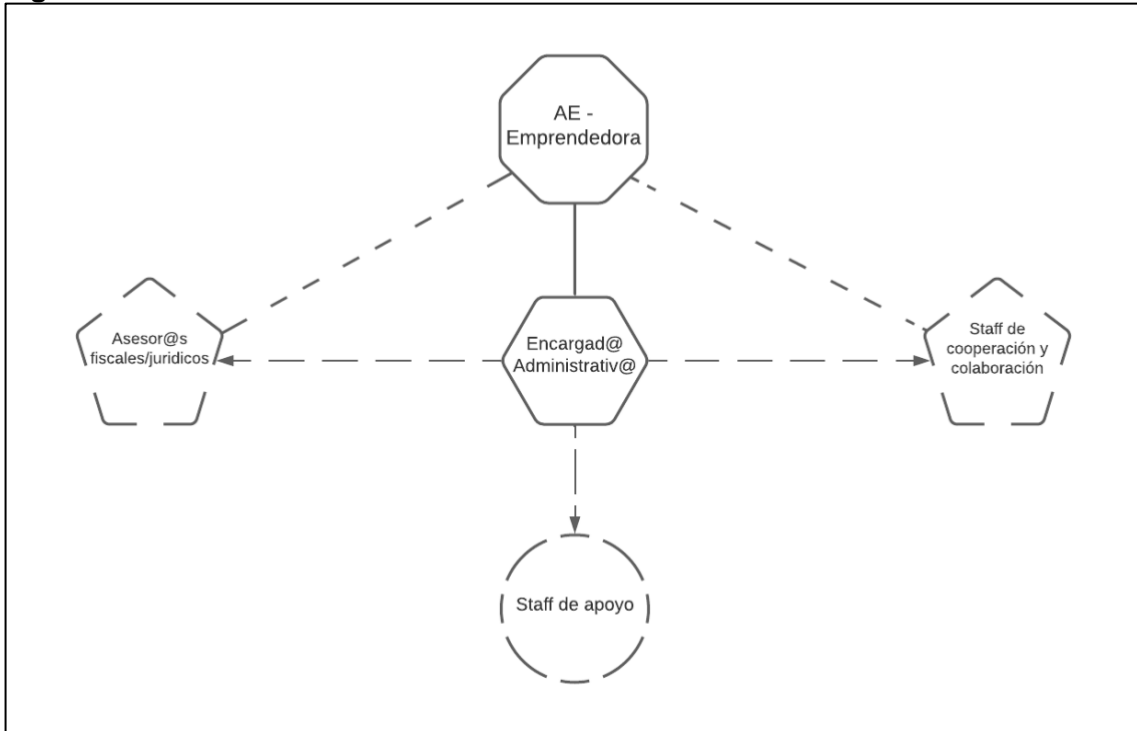 AE -
Emprendedora
Asesor@s
fiscales/juridicos
Encargad@
Administrativ@
Staff de
cooperación y
colaboración
Staff de apoyo